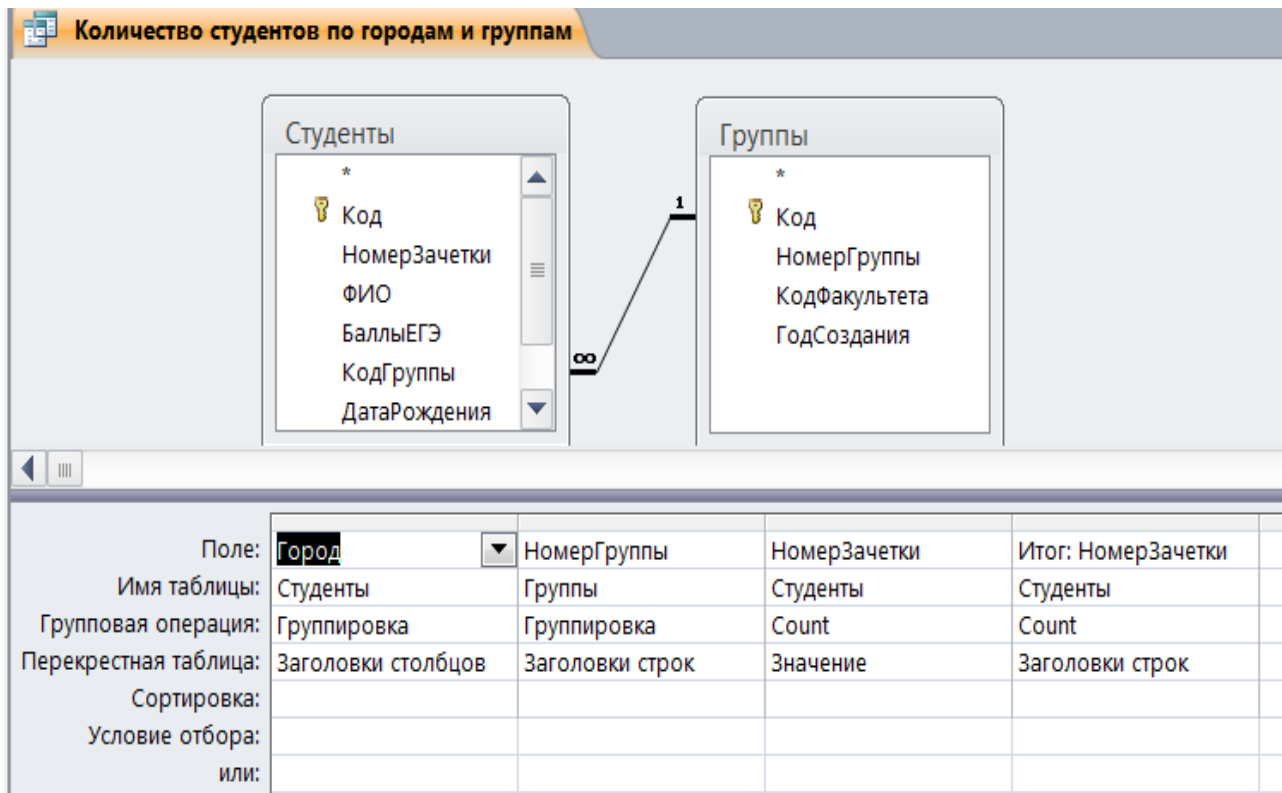 Количество студентов по городам и группам
Студенты
*
Код
НомерЗачетки
ФИО
БаллыЕГЭ
КодГруппы
ДатаРождения
∞
1
Группы
*
Код
НомерГруппы
КодФакультета
ГодСоздания
Поле: Город НомерГруппы НомерЗачетки Итог: НомерЗачетки
Имя таблицы: Студенты Группы Студенты Студенты
Групповая операция: Группировка Группировка Count Count
Перекрестная таблица: Заголовки столбцов Заголовки строк Значение Заголовки строк
Сортировка:
Условие отбора:
или: